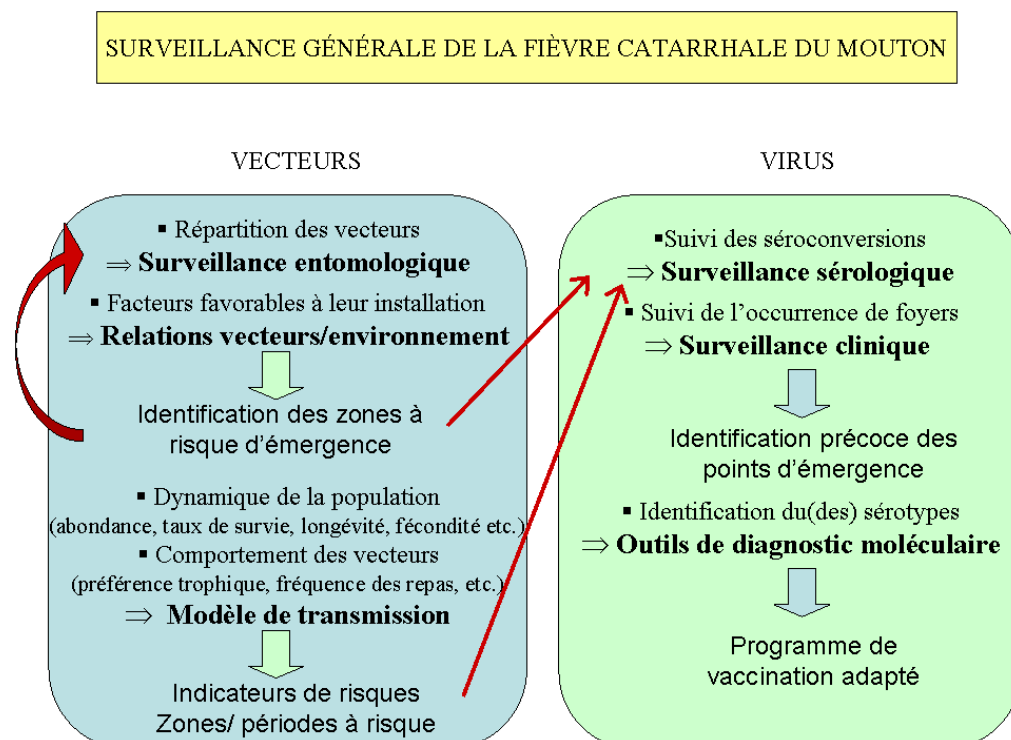 SURVEILLANCE GÉNÉRALE DE LA FIÈVRE CATARRHALE DU MOUTON
VECTEURS
▪ Répartition des vecteurs
⇒ Surveillance entomologique
▪ Facteurs favorables à leur installation
⇒ Relations vecteurs/environnement
Identification des zones à
risque d’émergence
▪ Dynamique de la population
(abondance, taux de survie, longévité, fécondité etc.)
▪ Comportement des vecteurs
(préférence trophique, fréquence des repas, etc.)
⇒ Modèle de transmission
Indicateurs de risques
Zones/ périodes à risque
VIRUS
▪Suivi des séroconversions
⇒ Surveillance sérologique
▪ Suivi de l’occurrence de foyers
⇒ Surveillance clinique
Identification précoce des
points d’émergence
▪ Identification du(des) sérotypes
⇒ Outils de diagnostic moléculaire
Programme de
vaccination adapté